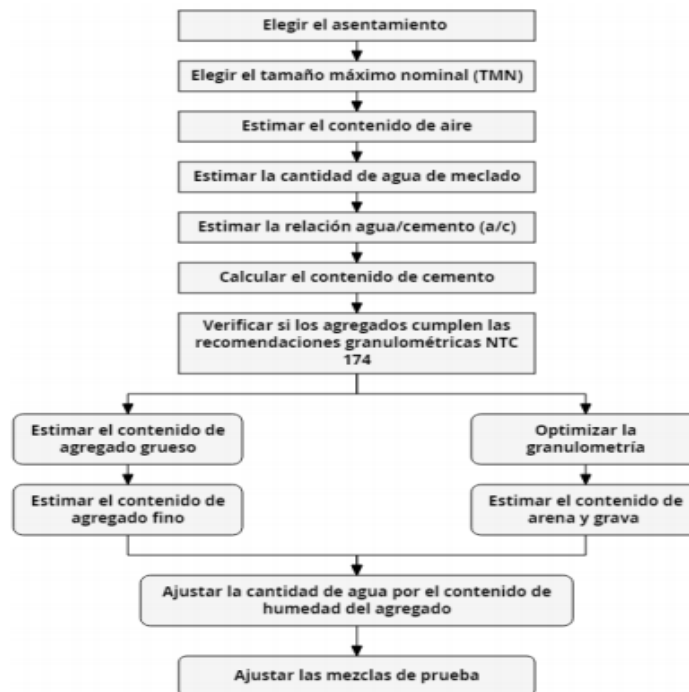 Elegir el asentamiento
Elegir el tamaño máximo nominal (TMN)
Estimar el contenido de aire
Estimar la cantidad de agua de meclado
Estimar la relación agua/cemento (a/c)
Calcular el contenido de cemento
Verificar si los agregados cumplen las
recomendaciones granulométricas NTC
174
Estimar el contenido de
agregado grueso
Optimizar la
granulometría
Estimar el contenido de
agregado fino
Estimar el contenido de
arena y grava
Ajustar la cantidad de agua por el contenido de
humedad del agregado
Ajustar las mezclas de prueba